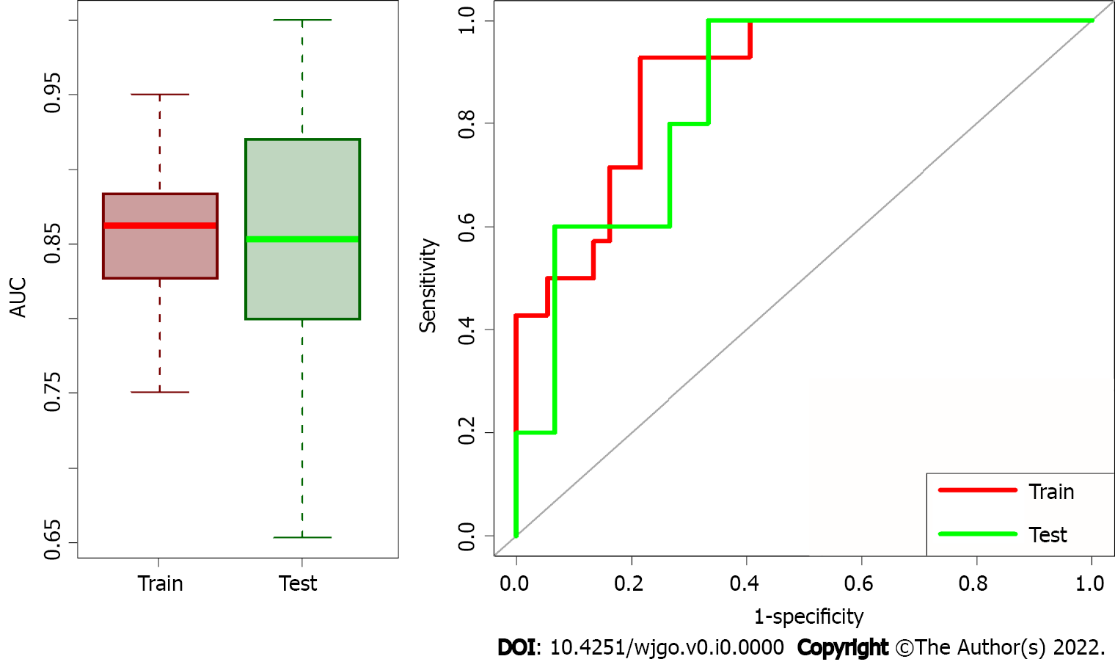 AUC
0.95
0.85
0.75
0.65
Train
Test
Sensitivity
1.0
0.8
0.6
0.4
0.2
0.0
0.0 0.2 0.4 0.6 0.8 1.0
1-specificity
Train
Test
DOI: 10.4251/wjgo.v0.i0.0000 Copyright ©The Author(s) 2022.